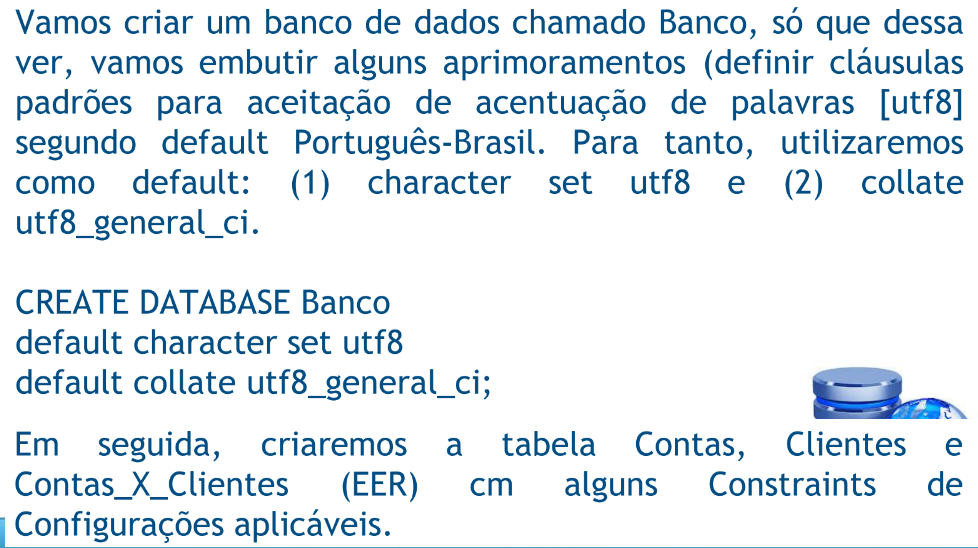 Vamos criar um banco de dados chamado Banco, só que dessa
ver, vamos embutir alguns aprimoramentos (definir cláusulas
padrões para aceitação de acentuação de palavras [utf8]
segundo default Português-Brasil. Para tanto, utilizaremos
como default: (1) character set utf8 e (2) collate
utf8_general_ci.
CREATE DATABASE Banco
default character set utf8
default collate utf8_general_ci;
Em seguida, criaremos a tabela Contas, Clientes e
Contas_X_Clientes (EER) cm alguns Constraints de
Configurações aplicáveis.